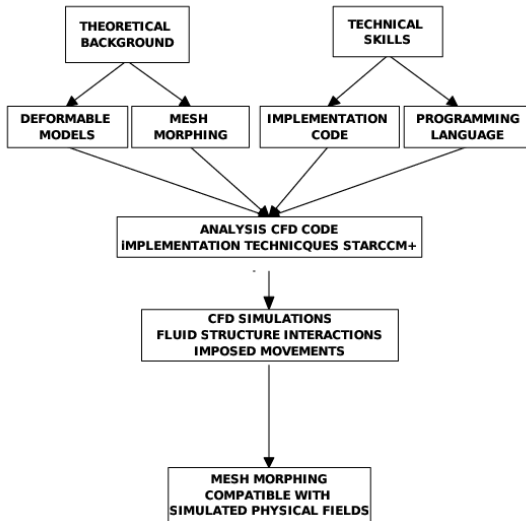 THEORETICAL
BACKGROUND
TECHNICAL
SKILLS
DEFORMABLE
MODELS
MESH
MORPHING
IMPLEMENTATION
CODE
PROGRAMMING
LANGUAGE
ANALYSIS CFD CODE
iMPLEMENTATION TECHNICQUES STARCCM+
CFD SIMULATIONS
FLUID STRUCTURE INTERACTIONS
IMPOSED MOVEMENTS
MESH MORPHING
COMPATIBLE WITH
SIMULATED PHYSICAL FIELDS